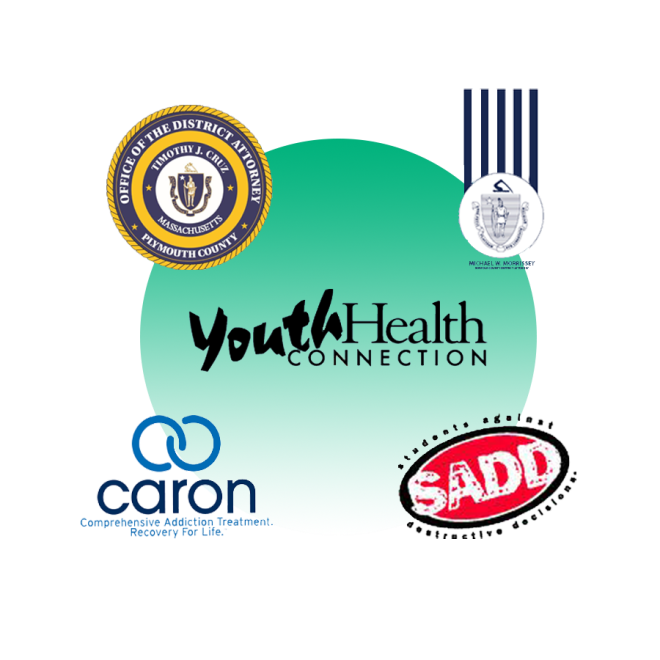 OFFICE OF THE DISTRICT ATTORNEY
TIMOTHY J. CRUZ
MASSACHUSETTS
PLYMOUTH COUNTY
MICHAEL W. MORRISSEY
YouthHealth
CONNECTION
caron
Comprehensive Addiction Treatment.
Recovery For Life.
students against
SADD
destructive decisions.